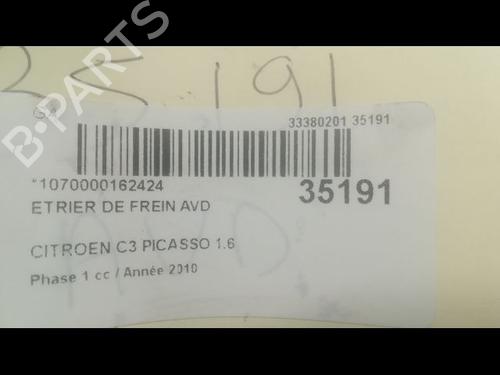 35191
33380201 35191
*1070000162424
35191
ETRIER DE FREIN AVD
CITROEN C3 PICASSO 1.6
Phase 1 cc / Année 2010
AVD
B-PARTS